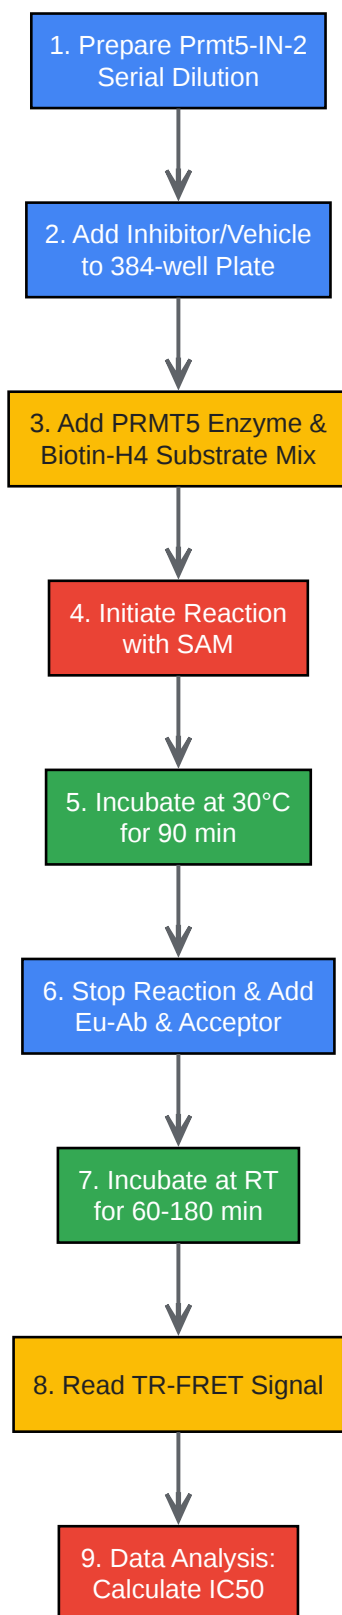 1. Prepare Prmt5-IN-2
Serial Dilution
2. Add Inhibitor/Vehicle
to 384-well Plate
3. Add PRMT5 Enzyme &
Biotin-H4 Substrate Mix
4. Initiate Reaction
with SAM
5. Incubate at 30°C
for 90 min
6. Stop Reaction & Add
Eu-Ab & Acceptor
7. Incubate at RT
for 60-180 min
8. Read TR-FRET Signal
9. Data Analysis:
Calculate IC50